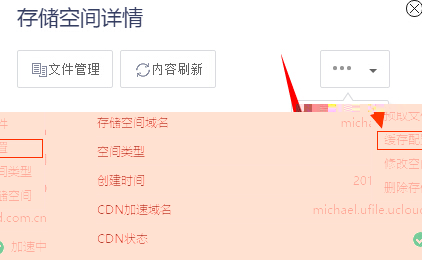 存储空间详情
文件管理 内容刷新 •••
件 存储空间域名 micha 获取文
置 空间类型 缓存配
间类型 创建时间 201 修改空
储空间 CDN加速域名 删除存
d.com.cn michael.ufile.ucloud
加速中 CDN状态